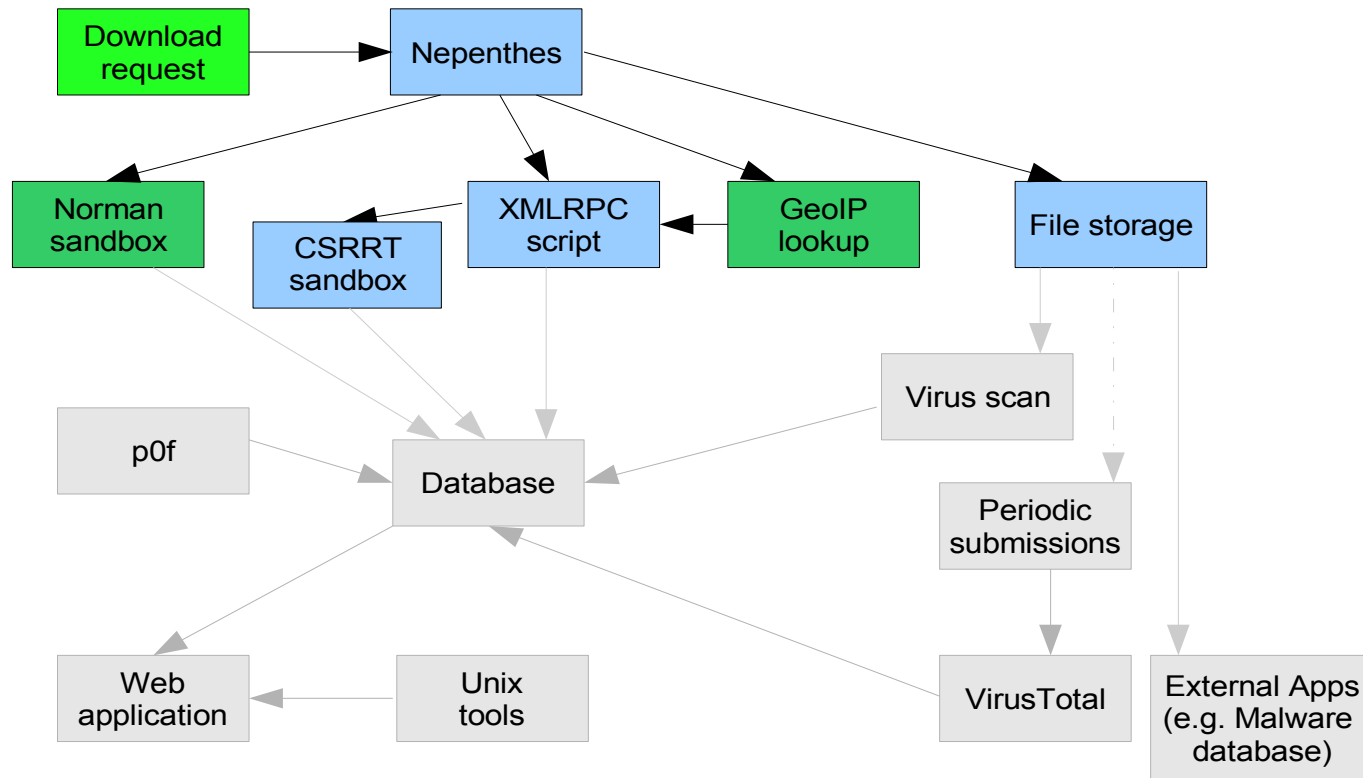 Download
request
Nepenthes
Norman
sandbox
CSRRT
sandbox
XMLRPC
script
GeoIP
lookup
File storage
Virus scan
p0f
Database
Periodic
submissions
Web
application
Unix
tools
VirusTotal
External Apps
(e.g. Malware
database)